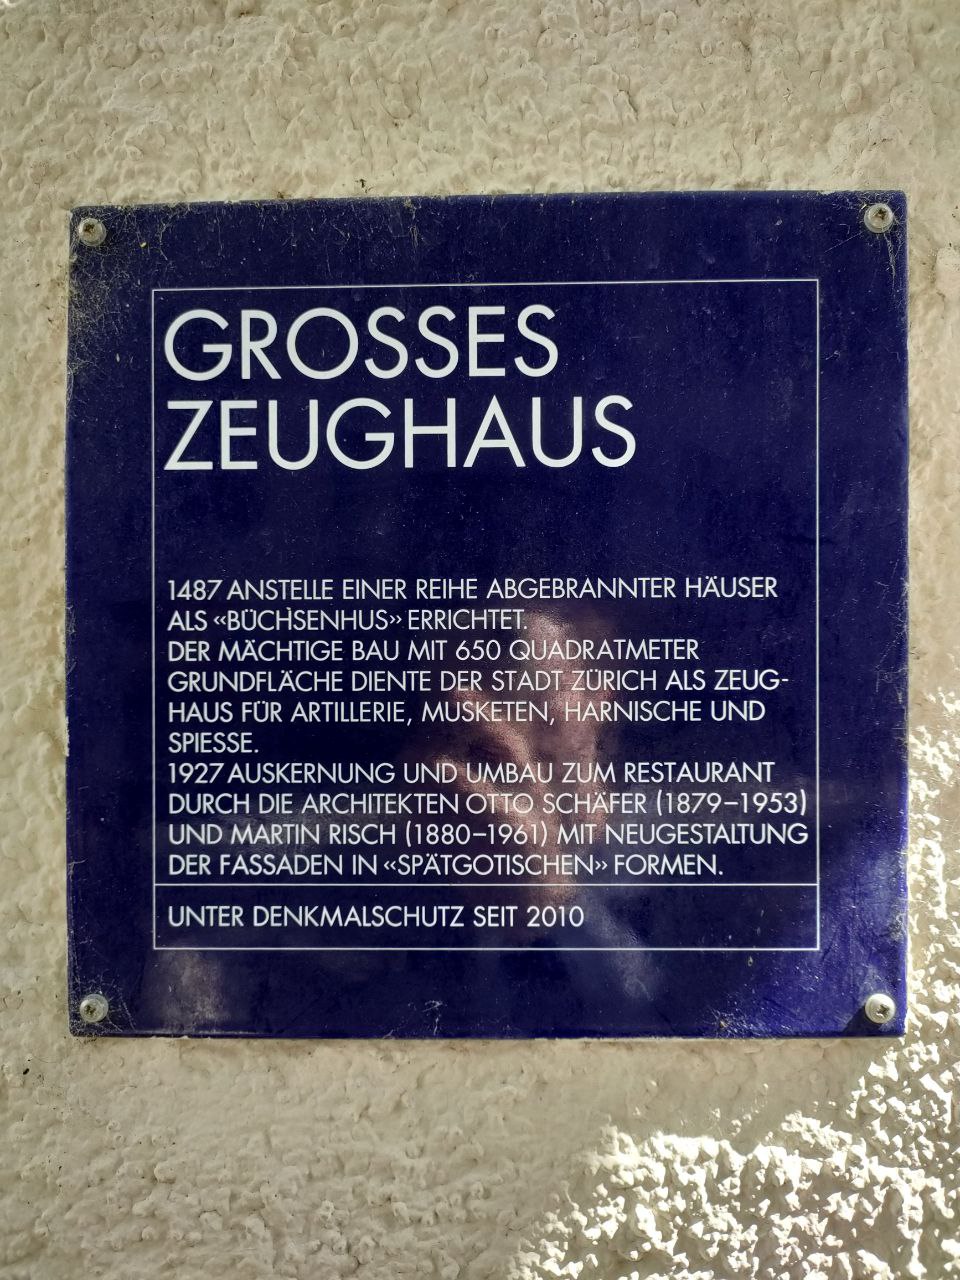 GROSSES
ZEUGHAUS
1487 ANSTELLE EINER REIHE ABGEBRANNTER HÄUSER
ALS «BÜCHSENHUS» ERRICHTET.
DER MÄCHTIGE BAU MIT 650 QUADRATMETER
GRUNDFLÄCHE DIENTE DER STADT ZÜRICH ALS ZEUG-
HAUS FÜR ARTILLERIE, MUSKETEN, HARNISCHE UND
SPIESSE.
1927 AUSKERNUNG UND UMBAU ZUM RESTAURANT
DURCH DIE ARCHITEKTEN OTTO SCHÄFER (1879–1953)
UND MARTIN RISCH (1880–1961) MIT NEUGESTALTUNG
DER FASSADEN IN «SPÄTGOTISCHEN» FORMEN.
UNTER DENKMALSCHUTZ SEIT 2010